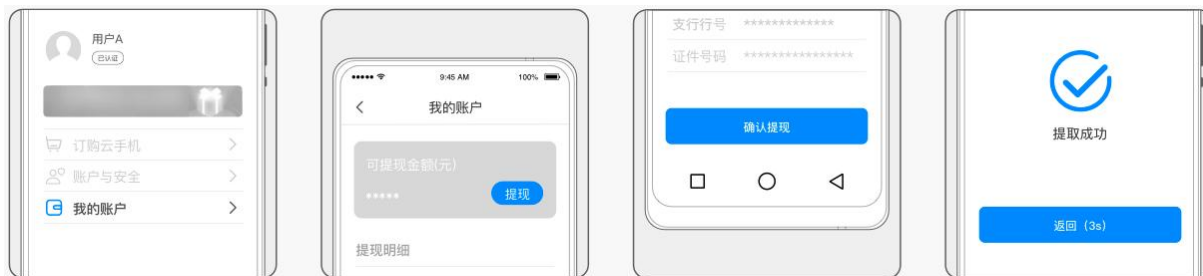 用户A
已认证
订购云手机
账户与安全
我的账户
9:45 AM 100%
我的账户
可提现金额(元)
*****
提现
提现明细
支行行号 *************
证件号码 ****************
确认提现
提取成功
返回（3s）